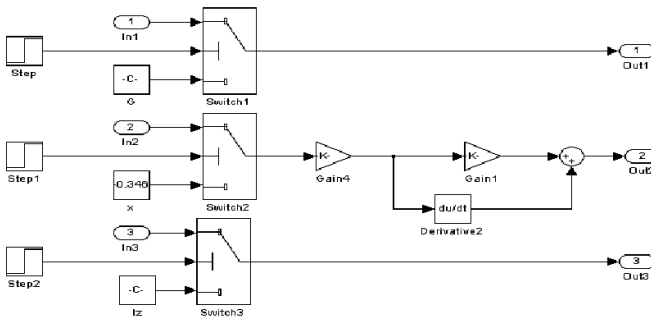 1
In1
Step
-C-
G
Switch1
1
Out1
2
In2
Step1
-0.346
x
Switch2
K-
Gain4
K-
Gain1
++
2
Out2
du/dt
Derivative2
3
In3
Step2
-C-
Iz
Switch3
3
Out3